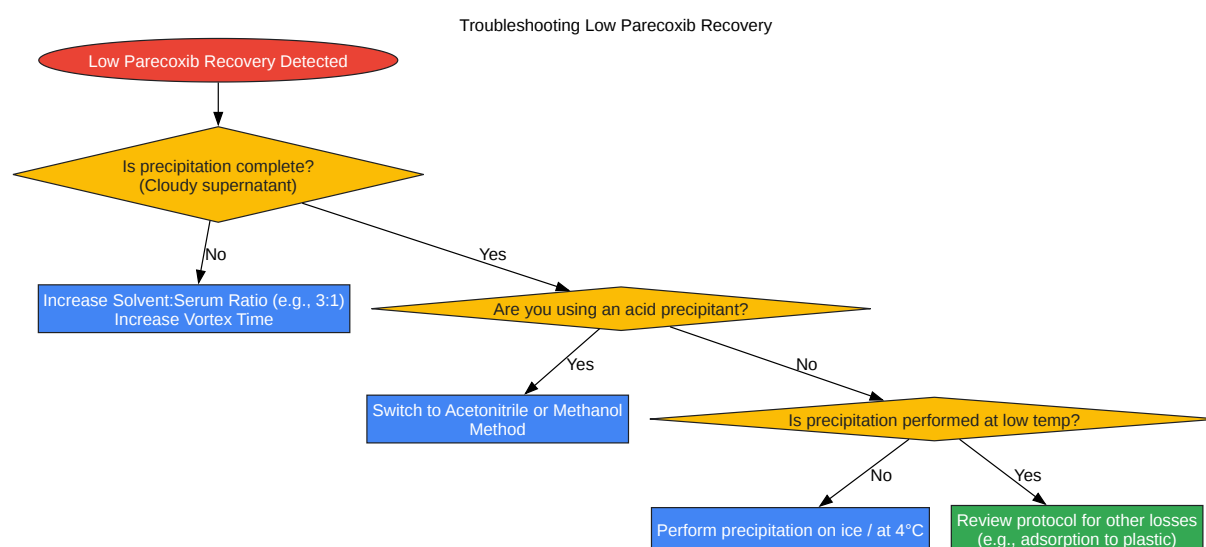 Troubleshooting Low Parecoxib Recovery
Low Parecoxib Recovery Detected
Is precipitation complete?
(Cloudy supernatant)
No
Yes
Increase Solvent:Serum Ratio (e.g., 3:1)
Increase Vortex Time
Are you using an acid precipitant?
Yes
No
Switch to Acetonitrile or Methanol
Method
Is precipitation performed at low temp?
No
Yes
Perform precipitation on ice / at 4°C
Review protocol for other losses
(e.g., adsorption to plastic)